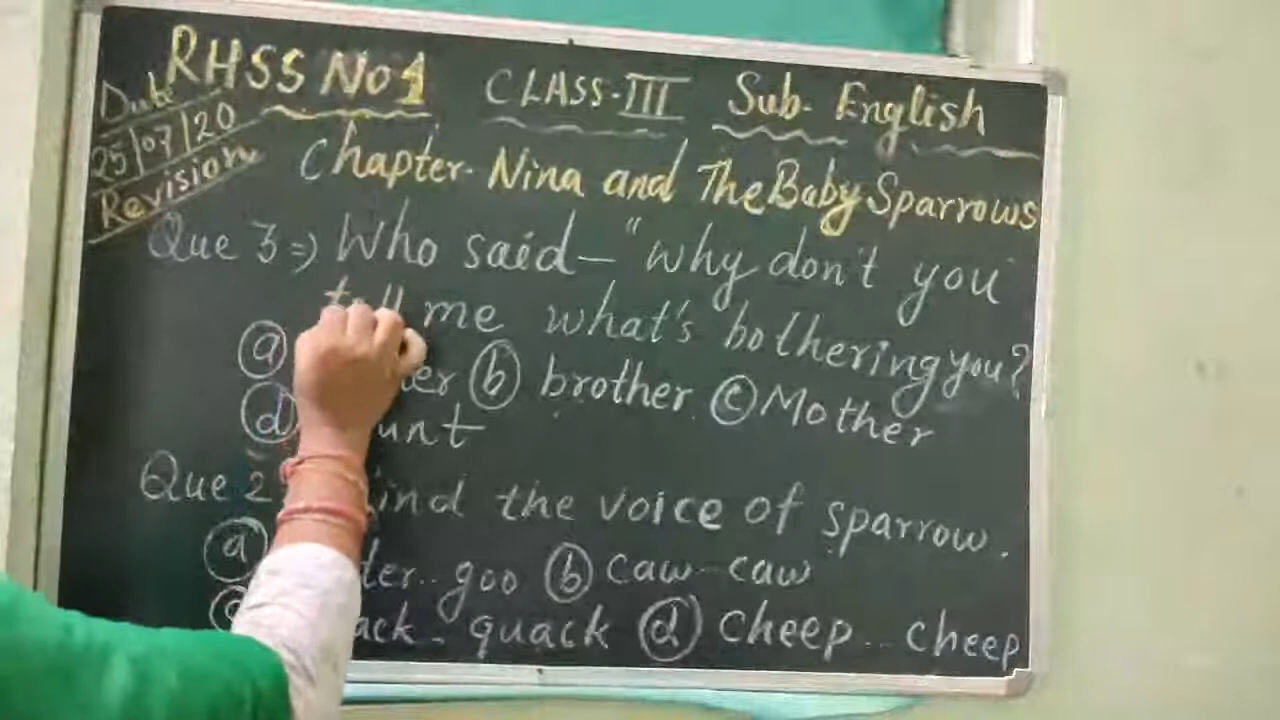 RHSS No 1 CLASS-III Sub- English
Date
25/07/20
Revision
Chapter- Nina and The Baby Sparrows
Que 3 => Who said— "why don't you
tell me what's bothering you?
(a) (b) brother (c) Mother
(d)
Que 2 the voice of sparrow.
(a) goo (b) caw-caw
quack (d) cheep.. cheep